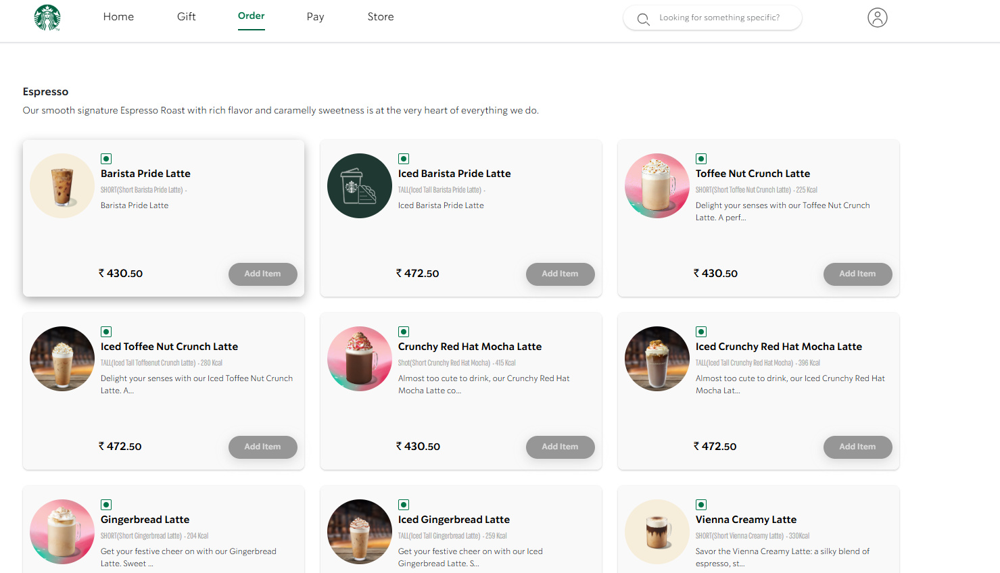 Home Gift Order Pay Store Looking for something specific?
Espresso
Our smooth signature Espresso Roast with rich flavor and caramelly sweetness is at the very heart of everything we do.
Barista Pride Latte
SHORT(Short Barista Pride Latte) -
Barista Pride Latte
₹ 430.50 Add Item
Iced Barista Pride Latte
TALL(Iced Tall Barista Pride Latte) -
Iced Barista Pride Latte
₹ 472.50 Add Item
Toffee Nut Crunch Latte
SHORT(Short Toffee Nut Crunch Latte) - 225 Kcal
Delight your senses with our Toffee Nut Crunch
Latte. A perf...
₹ 430.50 Add Item
Iced Toffee Nut Crunch Latte
TALL(Iced Tall Toffeenut Crunch Latte) - 280 Kcal
Delight your senses with our Iced Toffee Nut Crunch
Latte. A...
₹ 472.50 Add Item
Crunchy Red Hat Mocha Latte
Shot(Short Crunchy Red Hat Mocha) - 415 Kcal
Almost too cute to drink, our Crunchy Red Hat
Mocha Latte co...
₹ 430.50 Add Item
Iced Crunchy Red Hat Mocha Latte
TALL(Iced Tall Crunchy Red Hat Mocha) - 396 Kcal
Almost too cute to drink, our Iced Crunchy Red Hat
Mocha Lat...
₹ 472.50 Add Item
Gingerbread Latte
SHORT(Short Gingerbread Latte) - 204 Kcal
Get your festive cheer on with our Gingerbread
Latte. Sweet ...
Iced Gingerbread Latte
TALL(Iced Tall Gingerbread Latte) - 259 Kcal
Get your festive cheer on with our Iced
Gingerbread Latte. S...
Vienna Creamy Latte
SHORT(Short Vienna Creamy Latte) - 330Kcal
Savor the Vienna Creamy Latte: a silky blend of
espresso, st...